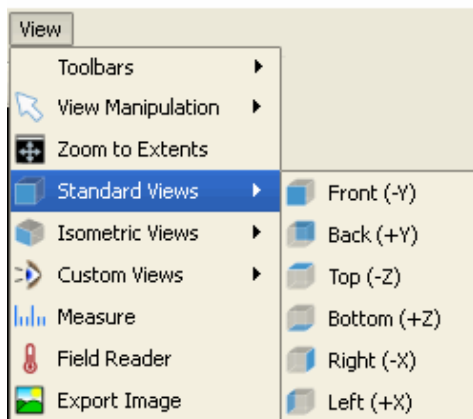 View
Toolbars
View Manipulation
Zoom to Extents
Standard Views
Isometric Views
Custom Views
Measure
Field Reader
Export Image
Front (-Y)
Back (+Y)
Top (-Z)
Bottom (+Z)
Right (-X)
Left (+X)